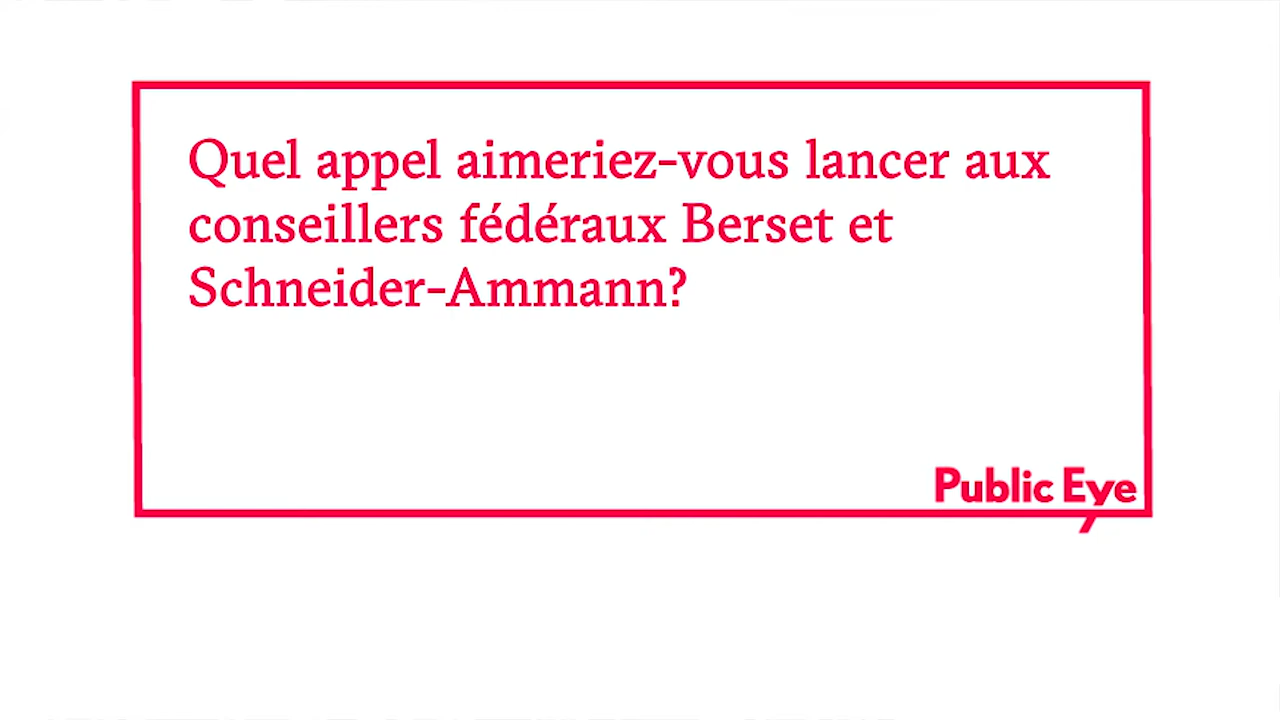 Quel appel aimeriez-vous lancer aux
conseillers fédéraux Berset et
Schneider-Ammann?
Public Eye